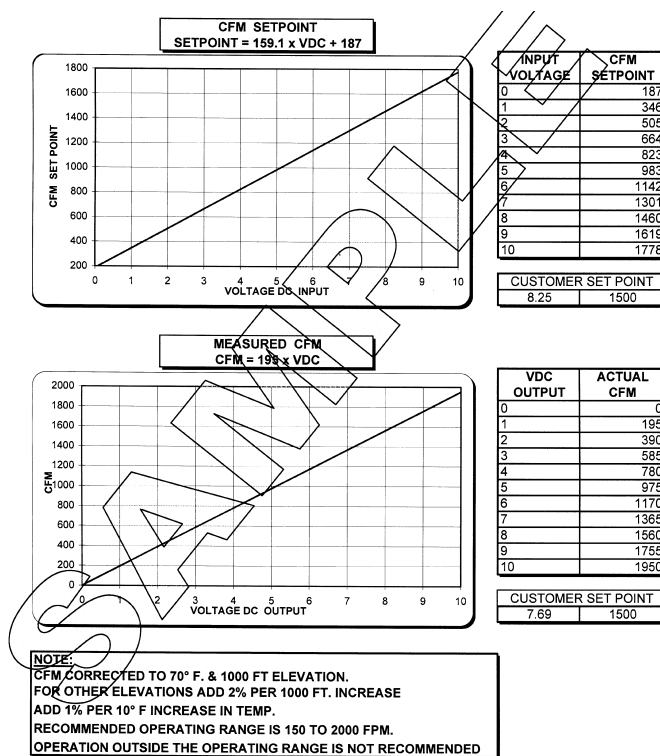 CFM SETPOINT
SETPOINT = 159.1 x VDC + 187
CFM SET POINT
1800
1600
1400
1200
1000
800
600
400
200
0 1 2 3 4 5 6 7 8 9 10
VOLTAGE DC INPUT
INPUT VOLTAGE CFM SETPOINT
0 187
1 346
2 505
3 664
4 823
5 983
6 1142
7 1301
8 1460
9 1619
10 1778
CUSTOMER SET POINT
8.25 1500
MEASURED CFM
CFM = 195 x VDC
CFM
2000
1800
1600
1400
1200
1000
800
600
400
200
0
0 1 2 3 4 5 6 7 8 9 10
VOLTAGE DC OUTPUT
VDC OUTPUT ACTUAL CFM
0 0
1 195
2 390
3 585
4 780
5 975
6 1170
7 1365
8 1560
9 1755
10 1950
CUSTOMER SET POINT
7.69 1500
NOTE:
CFM CORRECTED TO 70° F. & 1000 FT ELEVATION.
FOR OTHER ELEVATIONS ADD 2% PER 1000 FT. INCREASE
ADD 1% PER 10° F INCREASE IN TEMP.
RECOMMENDED OPERATING RANGE IS 150 TO 2000 FPM.
OPERATION OUTSIDE THE OPERATING RANGE IS NOT RECOMMENDED
SAMPLE